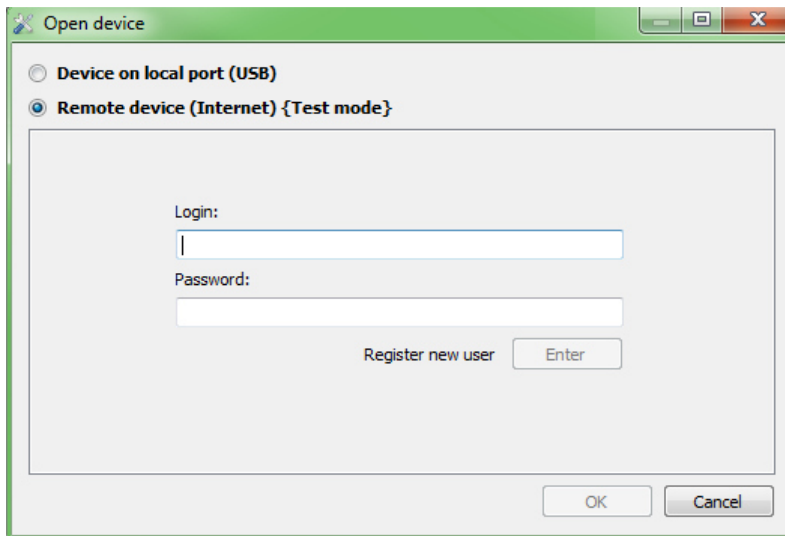 Open device
Device on local port (USB)
Remote device (Internet) {Test mode}
Login:
Password:
Register new user Enter
OK Cancel